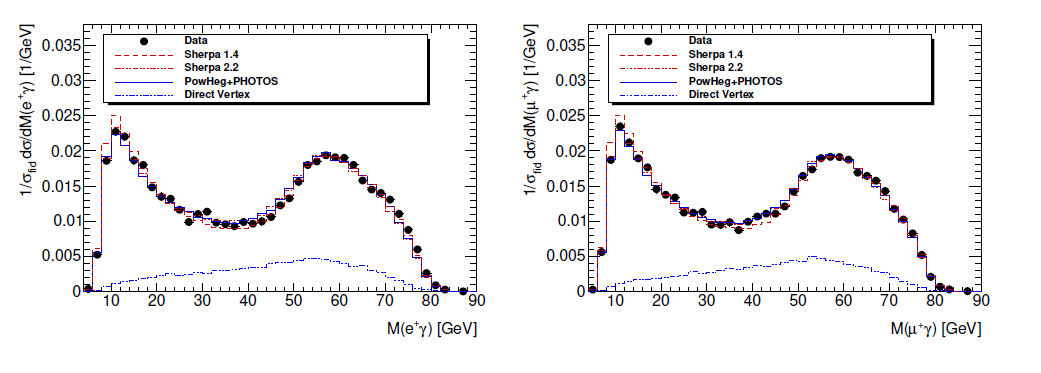 1/σfid dσ/dM(e⁺γ) [1/GeV]
0.035
0.03
0.025
0.02
0.015
0.01
0.005
0
Data
Sherpa 1.4
Sherpa 2.2
PowHeg+PHOTOS
Direct Vertex
10 20 30 40 50 60 70 80 90
M(e⁺γ) [GeV]
1/σfid dσ/dM(μ⁺γ) [1/GeV]
0.035
0.03
0.025
0.02
0.015
0.01
0.005
0
Data
Sherpa 1.4
Sherpa 2.2
PowHeg+PHOTOS
Direct Vertex
10 20 30 40 50 60 70 80 90
M(μ⁺γ) [GeV]